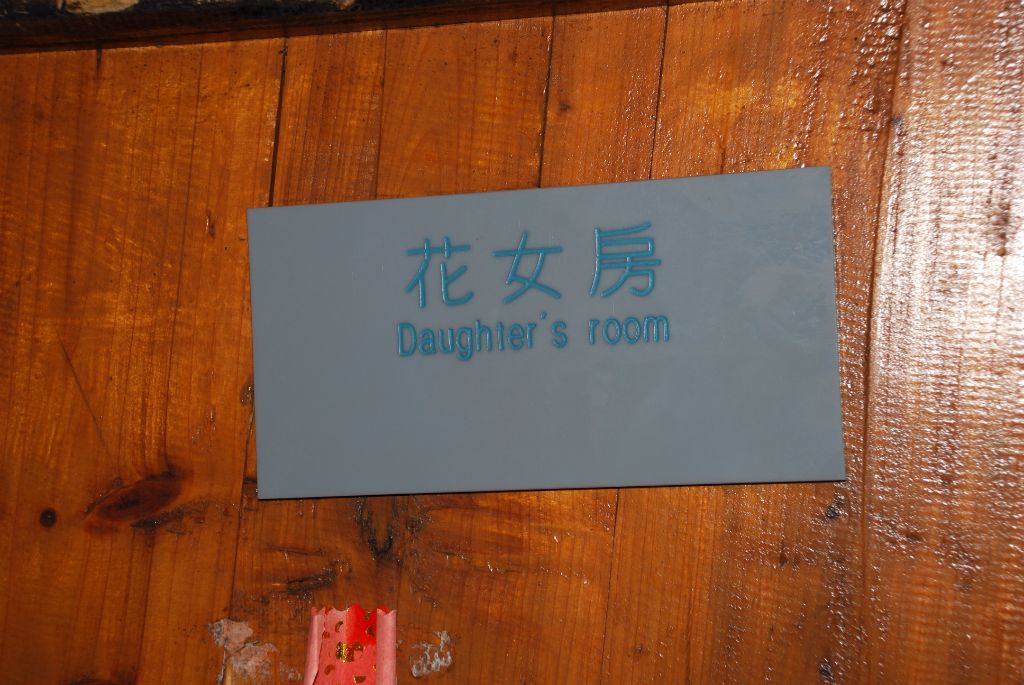 花女房
Daughter's room